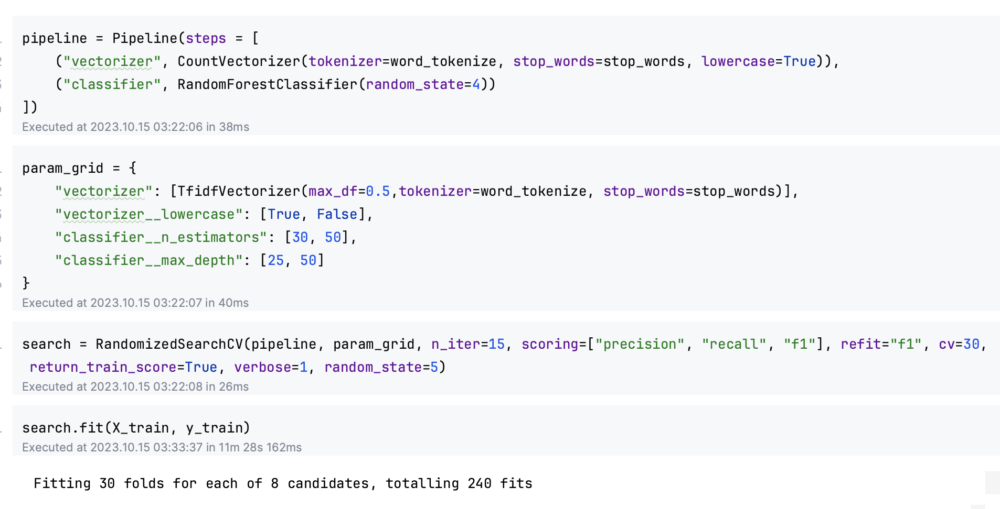 pipeline = Pipeline(steps = [
    ("vectorizer", CountVectorizer(tokenizer=word_tokenize, stop_words=stop_words, lowercase=True)),
    ("classifier", RandomForestClassifier(random_state=4))
])
Executed at 2023.10.15 03:22:06 in 38ms
param_grid = {
    "vectorizer": [TfidfVectorizer(max_df=0.5,tokenizer=word_tokenize, stop_words=stop_words)],
    "vectorizer__lowercase": [True, False],
    "classifier__n_estimators": [30, 50],
    "classifier__max_depth": [25, 50]
}
Executed at 2023.10.15 03:22:07 in 40ms
search = RandomizedSearchCV(pipeline, param_grid, n_iter=15, scoring=["precision", "recall", "f1"], refit="f1", cv=30,
 return_train_score=True, verbose=1, random_state=5)
Executed at 2023.10.15 03:22:08 in 26ms
search.fit(X_train, y_train)
Executed at 2023.10.15 03:33:37 in 11m 28s 162ms
Fitting 30 folds for each of 8 candidates, totalling 240 fits